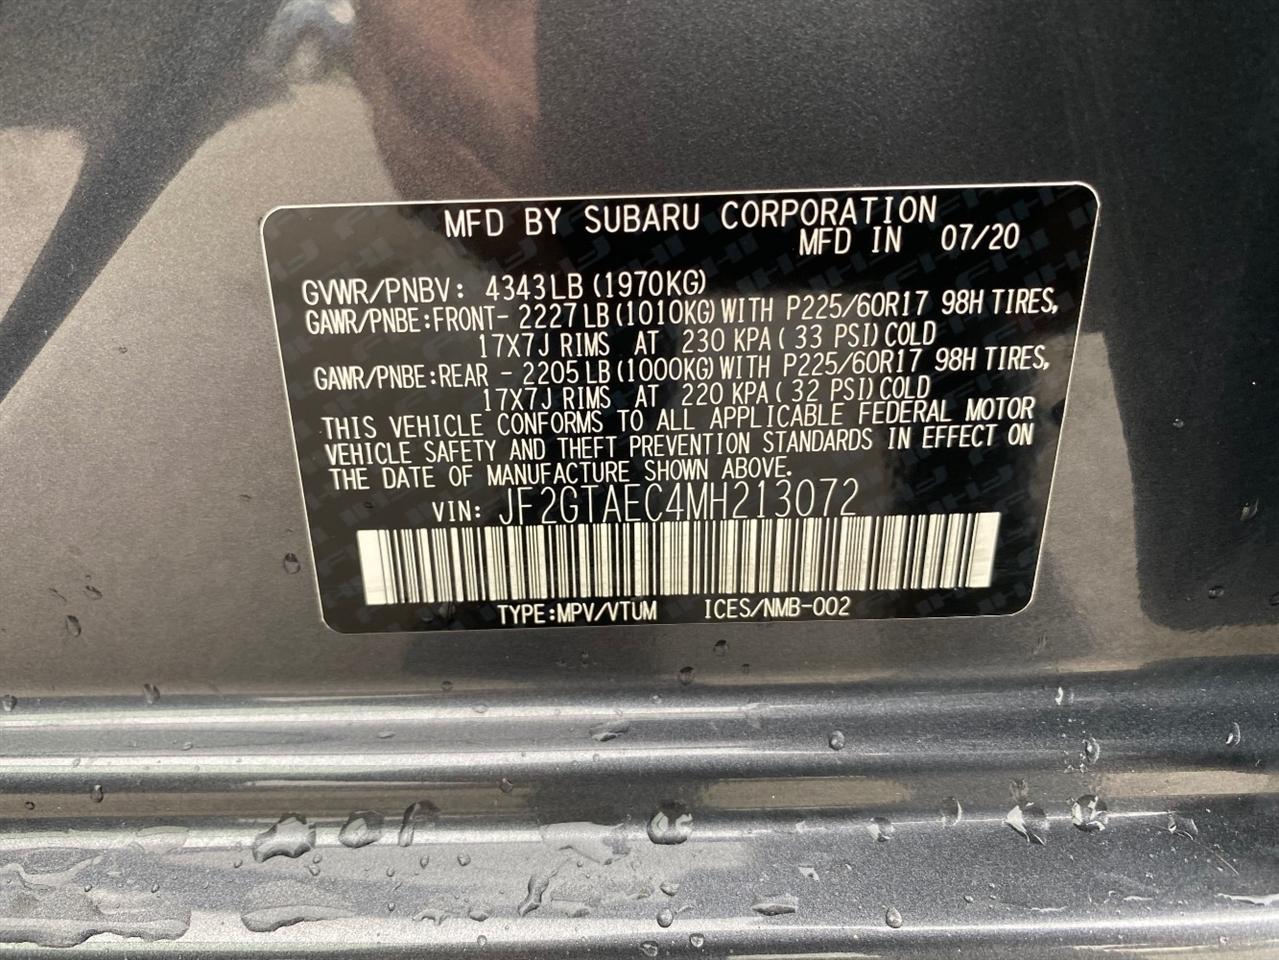 MFD BY SUBARU CORPORATION
MFD IN 07/20
GVWR/PNBV: 4343LB(1970KG)
GAWR/PNBE:FRONT- 2227LB(1010KG)WITH P225/60R17 98H TIRES,
17X7J RIMS AT 230 KPA( 33 PSI)COLD
GAWR/PNBE:REAR - 2205LB(1000KG)WITH P225/60R17 98H TIRES,
17X7J RIMS AT 220 KPA( 32 PSI)COLD
THIS VEHICLE CONFORMS TO ALL APPLICABLE FEDERAL MOTOR
VEHICLE SAFETY AND THEFT PREVENTION STANDARDS IN EFFECT ON
THE DATE OF MANUFACTURE SHOWN ABOVE.
VIN: JF2GTAEC4MH213072
TYPE:MPV/VTUM ICES/NMB-002